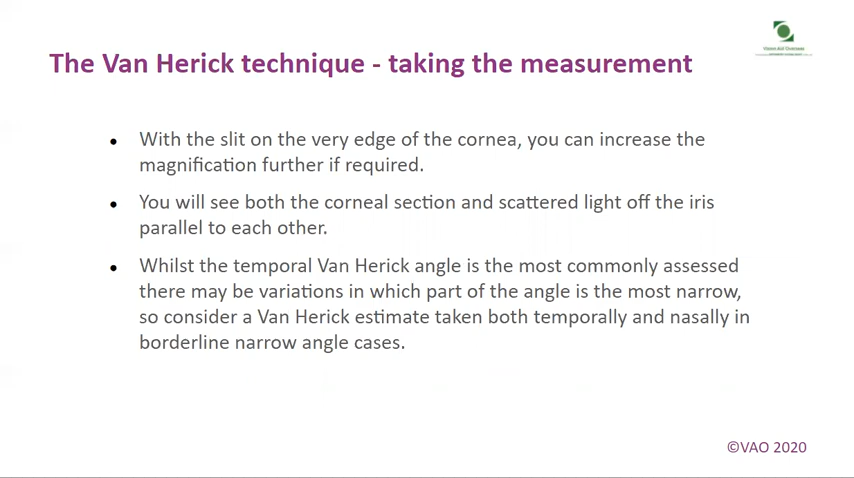 Vision Aid Overseas
The Van Herick technique - taking the measurement
• With the slit on the very edge of the cornea, you can increase the
magnification further if required.
• You will see both the corneal section and scattered light off the iris
parallel to each other.
• Whilst the temporal Van Herick angle is the most commonly assessed
there may be variations in which part of the angle is the most narrow,
so consider a Van Herick estimate taken both temporally and nasally in
borderline narrow angle cases.
©VAO 2020